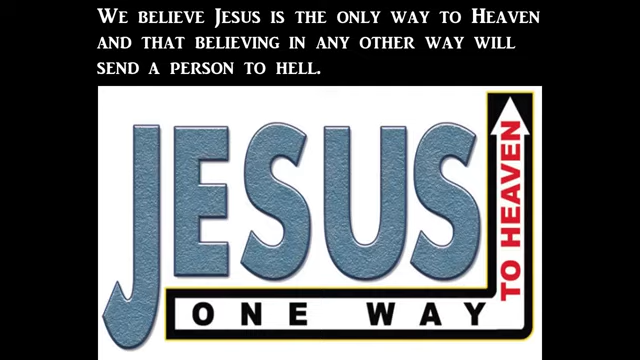 We believe Jesus is the only way to Heaven
and that believing in any other way will
send a person to hell.
JESUS
ONE WAY
TO HEAVEN